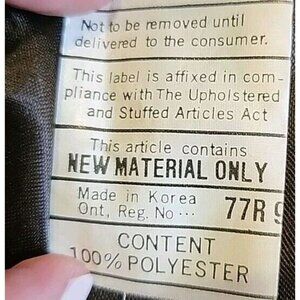 Not to be removed until
delivered to the consumer.
This label is affixed in com-
pliance with The Upholstered
and Stuffed Articles Act
This article contains
NEW MATERIAL ONLY
Made in Korea
Ont, Reg. No ··· 77R 9
CONTENT
100% POLYESTER